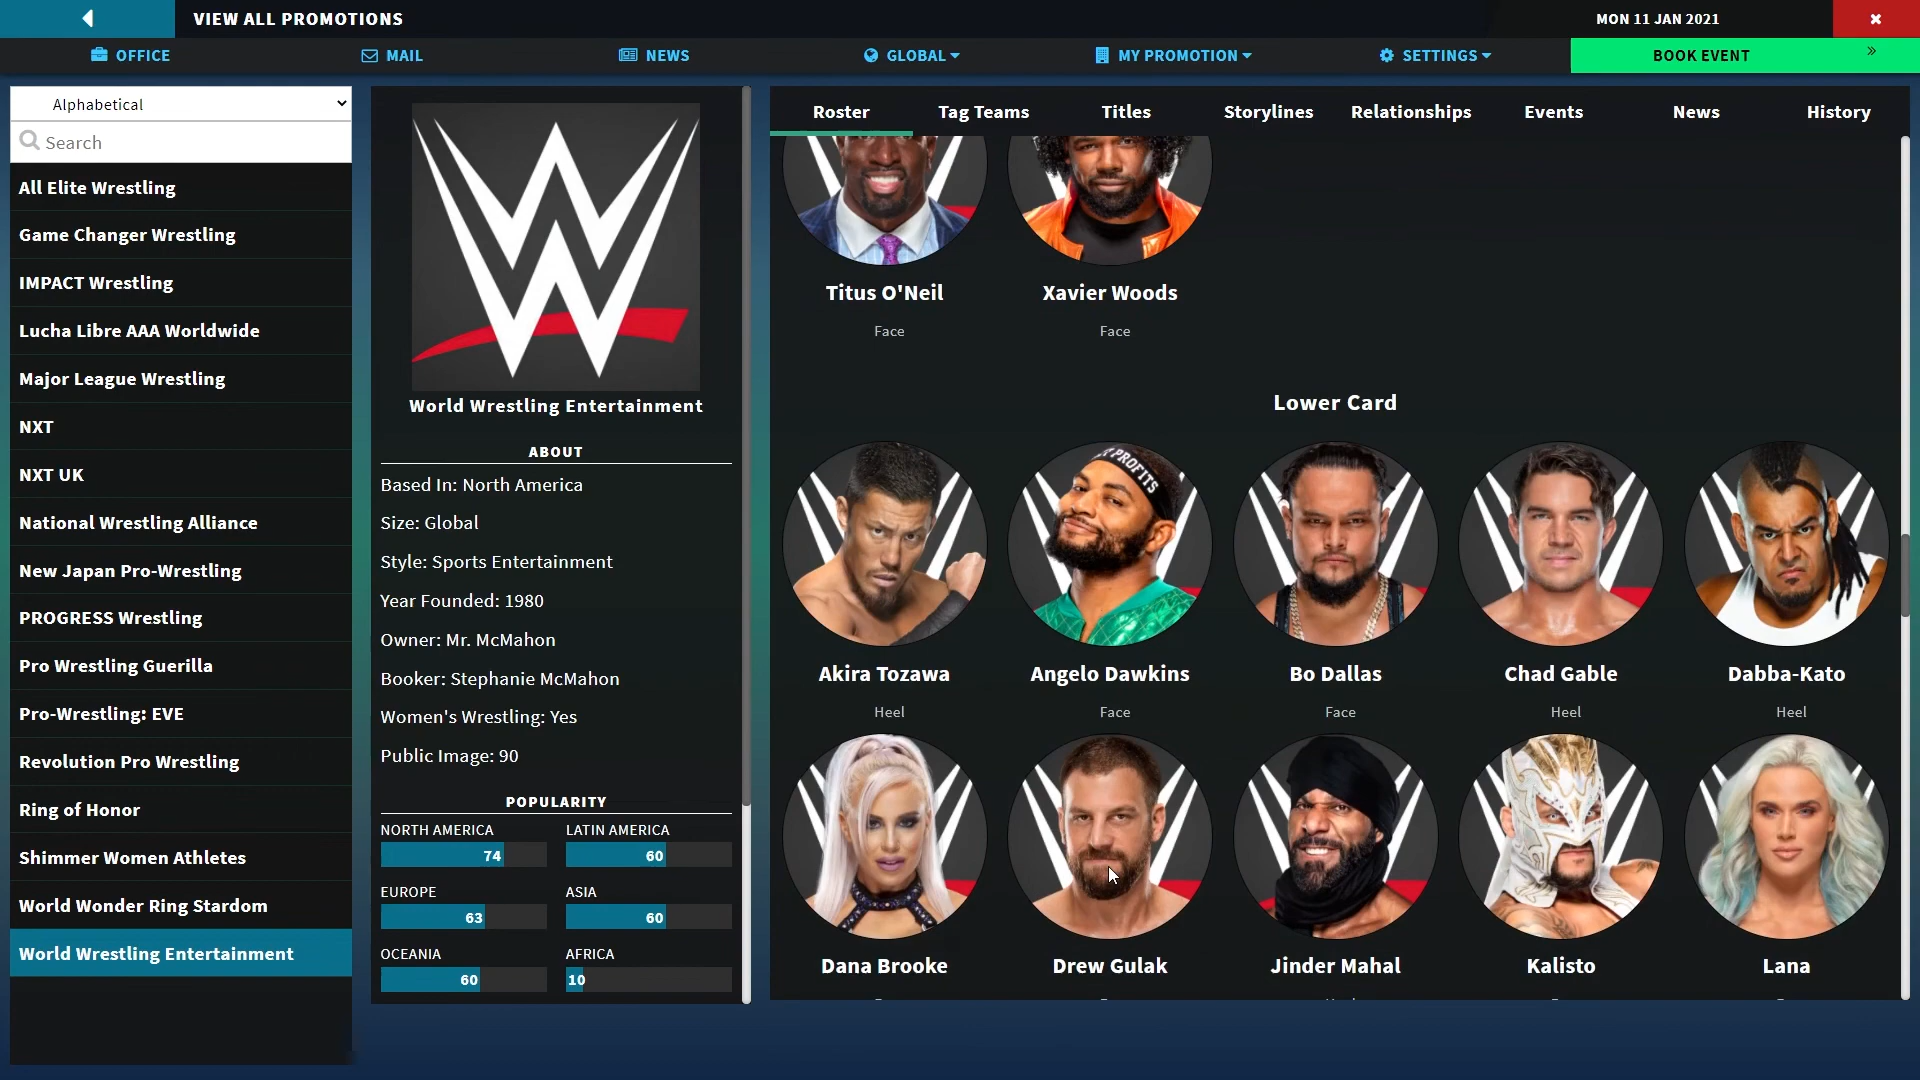 VIEW ALL PROMOTIONS
MON 11 JAN 2021
OFFICE
MAIL
NEWS
GLOBAL
MY PROMOTION
SETTINGS
BOOK EVENT
Alphabetical
Search
All Elite Wrestling
Game Changer Wrestling
IMPACT Wrestling
Lucha Libre AAA Worldwide
Major League Wrestling
NXT
NXT UK
National Wrestling Alliance
New Japan Pro-Wrestling
PROGRESS Wrestling
Pro Wrestling Guerilla
Pro-Wrestling: EVE
Revolution Pro Wrestling
Ring of Honor
Shimmer Women Athletes
World Wonder Ring Stardom
World Wrestling Entertainment
World Wrestling Entertainment
ABOUT
Based In: North America
Size: Global
Style: Sports Entertainment
Year Founded: 1980
Owner: Mr. McMahon
Booker: Stephanie McMahon
Women's Wrestling: Yes
Public Image: 90
POPULARITY
NORTH AMERICA LATIN AMERICA
74 60
EUROPE ASIA
63 60
OCEANIA AFRICA
60 10
Roster Tag Teams Titles Storylines Relationships Events News History
Titus O'Neil Xavier Woods
Face Face
Lower Card
PROFITS
Akira Tozawa Angelo Dawkins Bo Dallas Chad Gable Dabba-Kato
Heel Face Face Heel Heel
Dana Brooke Drew Gulak Jinder Mahal Kalisto Lana